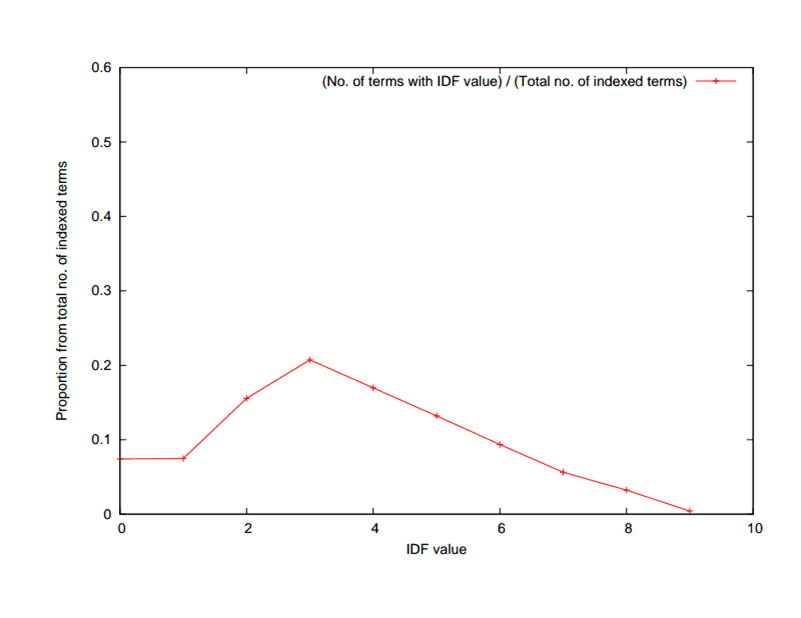 0.6
(No. of terms with IDF value) / (Total no. of indexed terms)
0.5
0.4
0.3
0.2
0.1
0
Proportion from total no. of indexed terms
0 2 4 6 8 10
IDF value